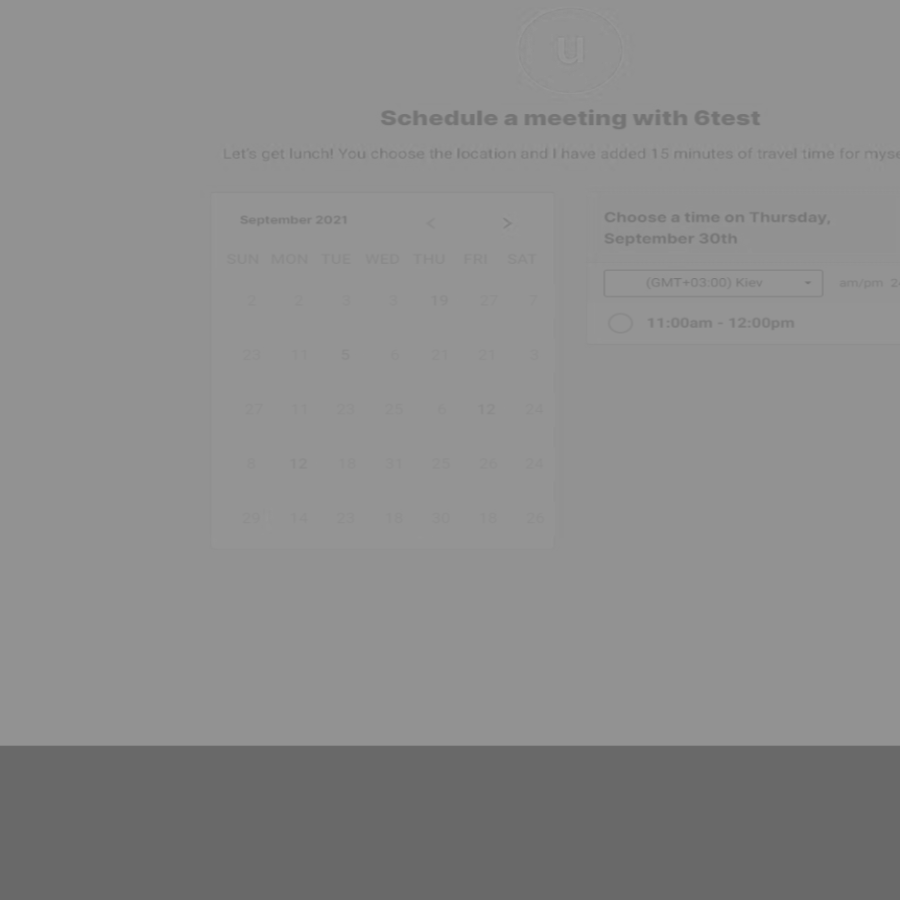 u
Schedule a meeting with 6test
Let's get lunch! You choose the location and I have added 15 minutes of travel time for myse
September 2021 < >
SUN MON TUE WED THU FRI SAT
2 2 3 3 19 27 7
23 11 5 6 21 21 3
27 11 23 25 6 12 24
5 12 31 25 26 24
29 14 23 18 30 18 26
Choose a time on Thursday,
September 30th
(GMT+03:00) Kiev am/pm
11:00am - 12:00pm